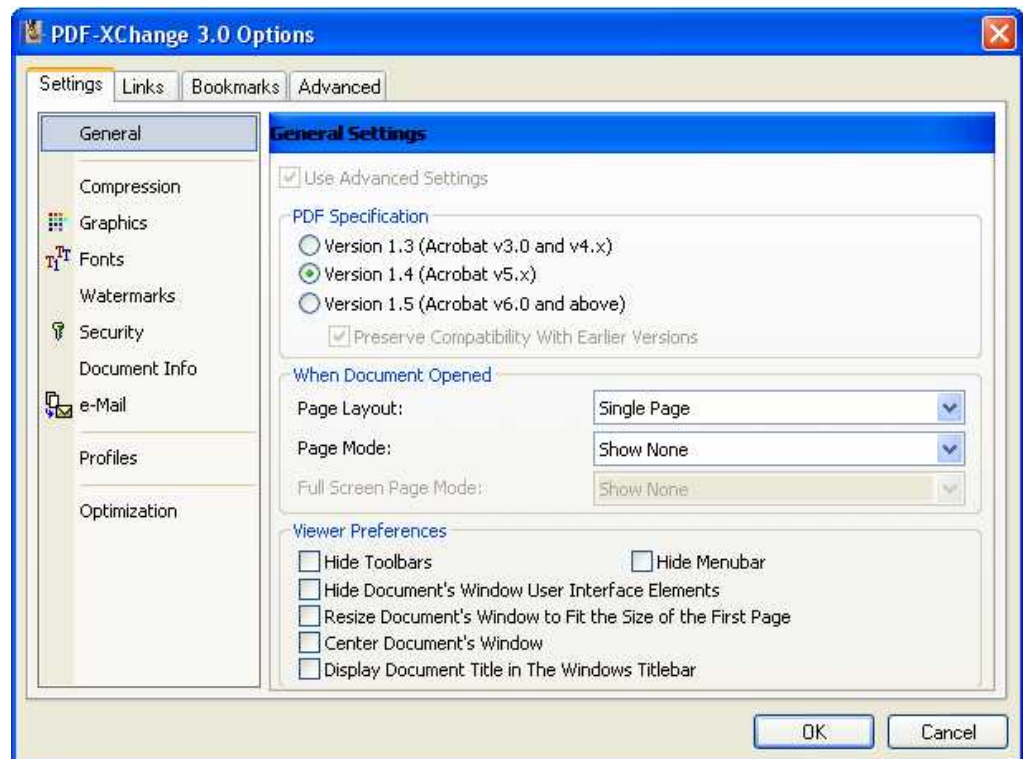 PDF-XChange 3.0 Options
Settings Links Bookmarks Advanced
General
Compression
Graphics
Fonts
Watermarks
Security
Document Info
e-Mail
Profiles
Optimization
General Settings
Use Advanced Settings
PDF Specification
Version 1.3 (Acrobat v3.0 and v4.x)
Version 1.4 (Acrobat v5.x)
Version 1.5 (Acrobat v6.0 and above)
Preserve Compatibility With Earlier Versions
When Document Opened
Page Layout: Single Page
Page Mode: Show None
Full Screen Page Mode: Show None
Viewer Preferences
Hide Toolbars Hide Menubar
Hide Document's Window User Interface Elements
Resize Document's Window to Fit the Size of the First Page
Center Document's Window
Display Document Title in The Windows Titlebar
OK Cancel